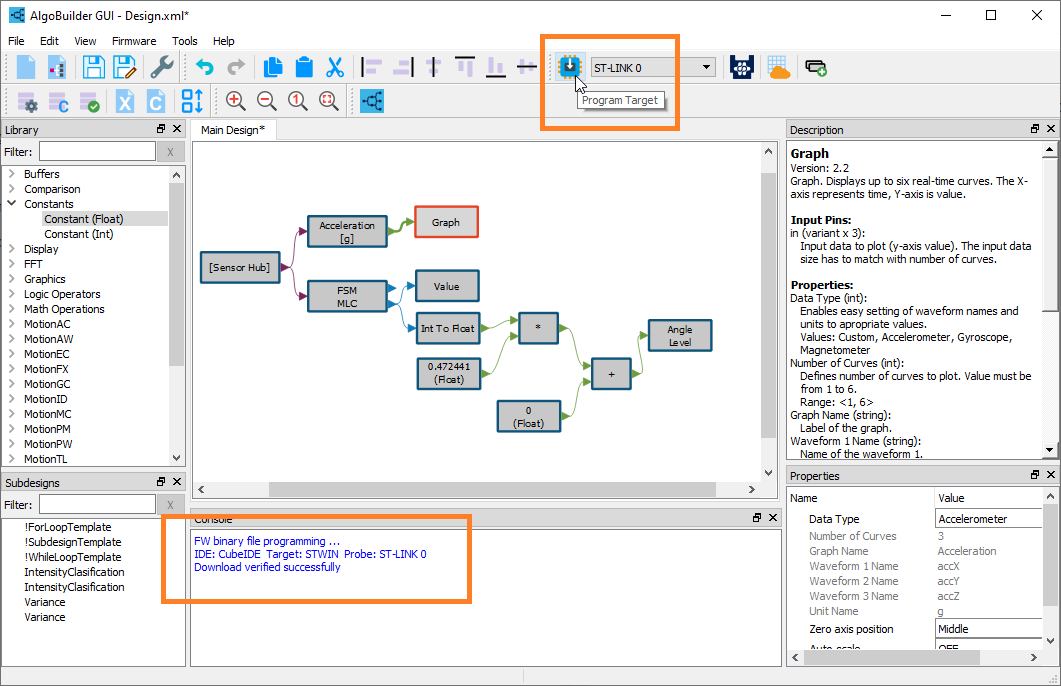 AlgoBuilder GUI - Design.xml*
File Edit View Firmware Tools Help
ST-LINK 0
Program Target
Library
Filter:
X
Buffers
Comparison
Constants
Constant (Float)
Constant (Int)
Display
FFT
Graphics
Logic Operators
Math Operations
MotionAC
MotionAW
MotionEC
MotionFX
MotionGC
MotionID
MotionMC
MotionPM
MotionPW
MotionTL
Subdesigns
Filter:
X
!ForLoopTemplate
!SubdesignTemplate
!WhileLoopTemplate
IntensityClasification
IntensityClasification
Variance
Variance
Main Design*
[Sensor Hub]
Acceleration
[g]
Graph
FSM
MLC
Value
Int To Float
*
0.472441
(Float)
+
0
(Float)
Angle
Level
Console
FW binary file programming ...
IDE: CubeIDE Target: STWIN Probe: ST-LINK 0
Download verified successfully
Description
Graph
Version: 2.2
Graph. Displays up to six real-time curves. The X-
axis represents time, Y-axis is value.
Input Pins:
in (variant x 3):
Input data to plot (y-axis value). The input data
size has to match with number of curves.
Properties:
Data Type (int):
Enables easy setting of waveform names and
units to apropriate values.
Values: Custom, Accelerometer, Gyroscope,
Magnetometer
Number of Curves (int):
Defines number of curves to plot. Value must be
from 1 to 6.
Range: <1, 6>
Graph Name (string):
Label of the graph.
Waveform 1 Name (string):
Name of the waveform 1.
Properties
Name Value
Data Type Accelerometer
Number of Curves 3
Graph Name Acceleration
Waveform 1 Name accX
Waveform 2 Name accY
Waveform 3 Name accZ
Unit Name g
Zero axis position Middle
Auto-scale OFF